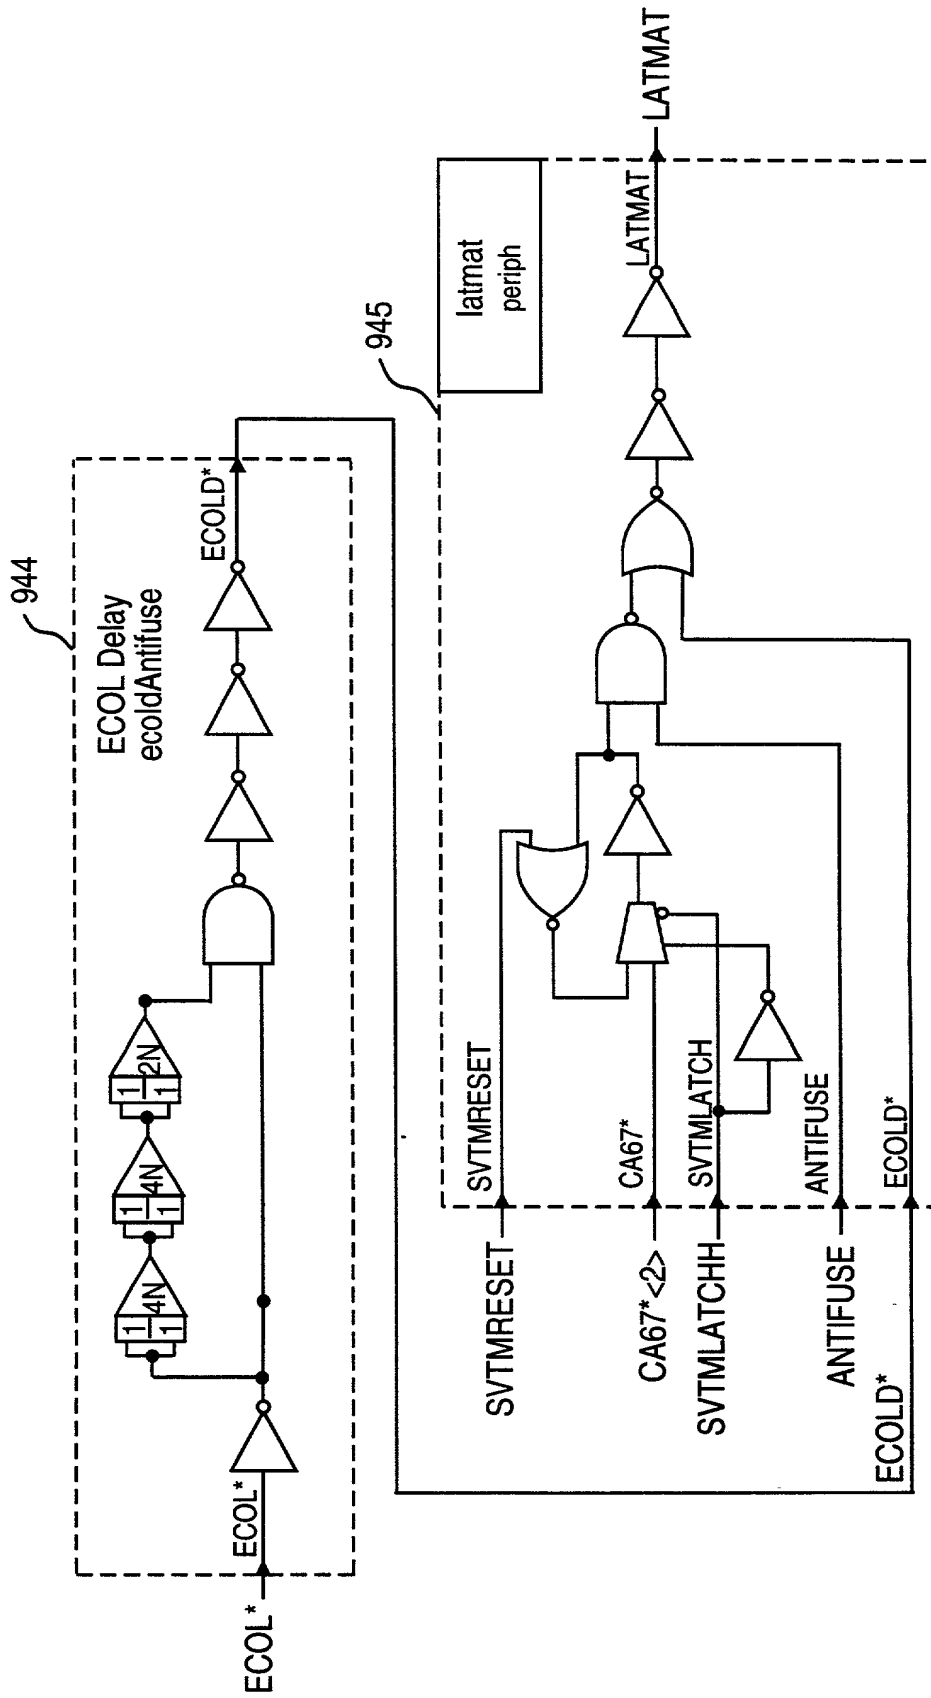 944
ECOL Delay
ecoldAntifuse
ECOL*
ECOL*
1
1
4N
1
1
4N
1
1
2N
ECOLD*
945
latmat
periph
SVTMRESET
SVTMRESET
CA67*<2>
CA67*
SVTMLATCHH
SVTMLATCH
ANTIFUSE
ANTIFUSE
ECOLD*
ECOLD*
LATMAT
LATMAT